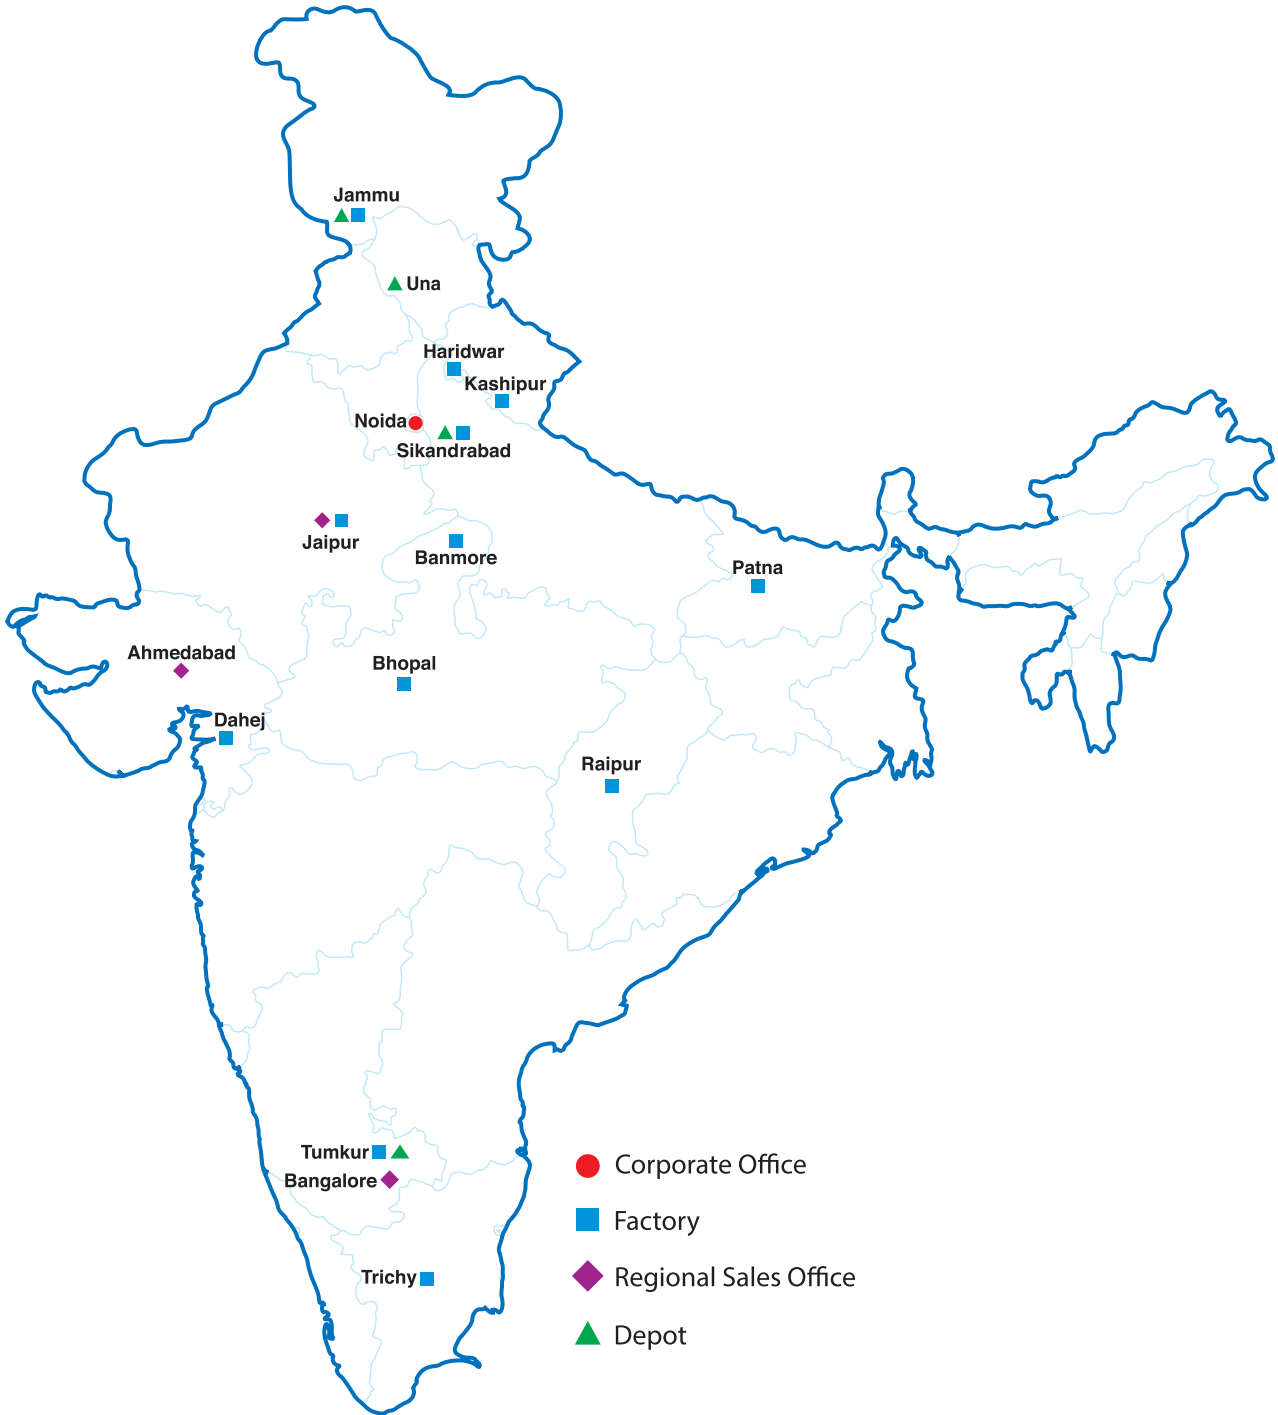 Jammu
Una
Haridwar
Kashipur
Noida
Sikandrabad
Jaipur
Banmore
Patna
Ahmedabad
Bhopal
Dahej
Raipur
Tumkur
Bangalore
Trichy
Corporate Office
Factory
Regional Sales Office
Depot